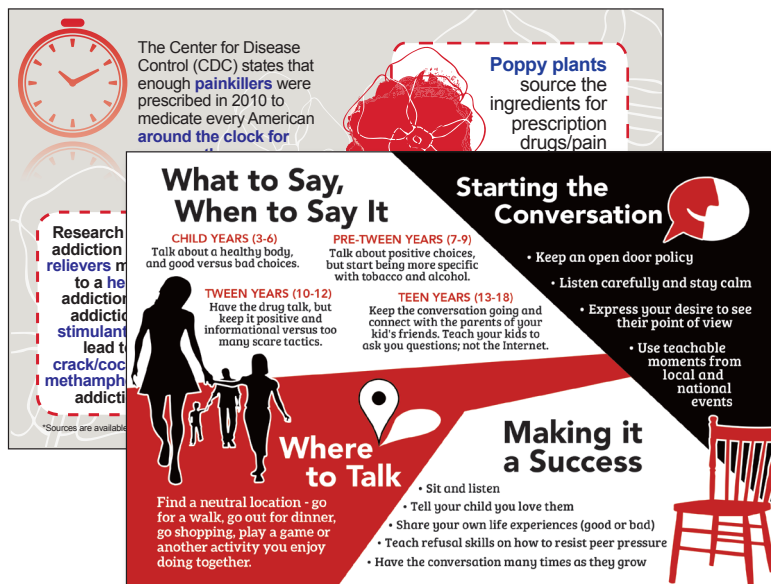 The Center for Disease
Control (CDC) states that
enough painkillers were
prescribed in 2010 to
medicate every American
around the clock for
Poppy plants
source the
ingredients for
prescription
drugs/pain
Research
addiction
relievers
to a
addiction
stimulant
lead
crack/coc
methamph
addicti
*Sources are available
What to Say,
When to Say It
CHILD YEARS (3-6)
Talk about a healthy body,
and good versus bad choices.
PRE-TWEEN YEARS (7-9)
Talk about positive choices,
but start being more specific
with tobacco and alcohol.
TWEEN YEARS (10-12)
Have the drug talk, but
keep it positive and
informational versus too
many scare tactics.
TEEN YEARS (13-18)
Keep the conversation going and
connect with the parents of your
kid's friends. Teach your kids to
ask you questions; not the Internet.
Starting the
Conversation
• Keep an open door policy
• Listen carefully and stay calm
• Express your desire to see
their point of view
• Use teachable
moments from
local and
national
events
Where
to Talk
Find a neutral location - go
for a walk, go out for dinner,
go shopping, play a game or
another activity you enjoy
doing together.
Making it
a Success
• Sit and listen
• Tell your child you love them
• Share your own life experiences (good or bad)
• Teach refusal skills on how to resist peer pressure
• Have the conversation many times as they grow